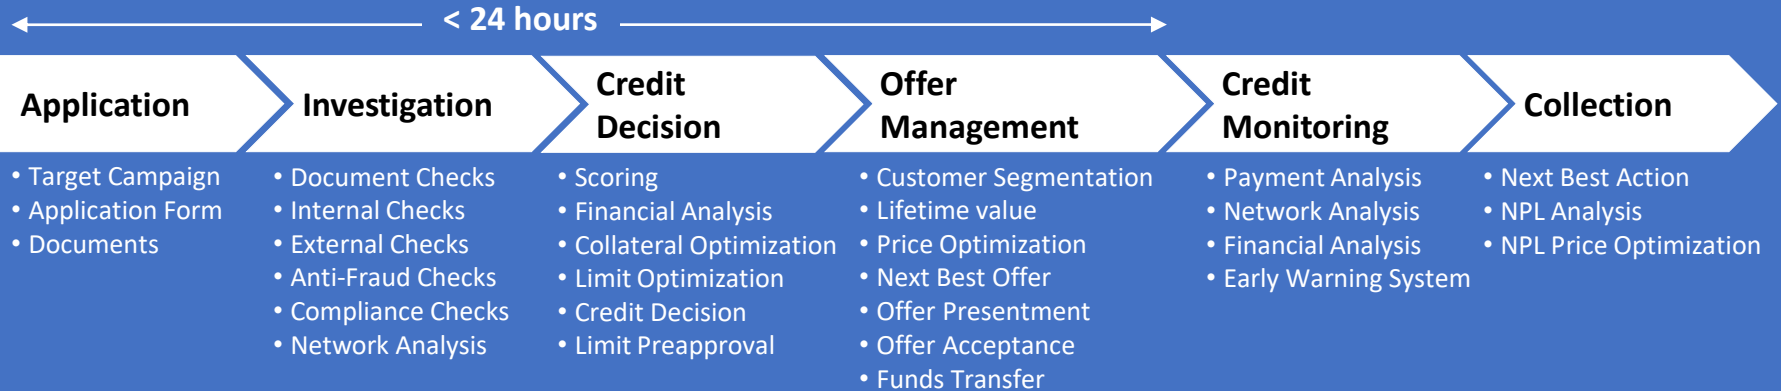 < 24 hours
Application
Investigation
Credit
Decision
Offer
Management
Credit
Monitoring
Collection
• Target Campaign
• Application Form
• Documents
• Document Checks
• Internal Checks
• External Checks
• Anti-Fraud Checks
• Compliance Checks
• Network Analysis
• Scoring
• Financial Analysis
• Collateral Optimization
• Limit Optimization
• Credit Decision
• Limit Preapproval
• Customer Segmentation
• Lifetime value
• Price Optimization
• Next Best Offer
• Offer Presentment
• Offer Acceptance
• Funds Transfer
• Payment Analysis
• Network Analysis
• Financial Analysis
• Early Warning System
• Next Best Action
• NPL Analysis
• NPL Price Optimization